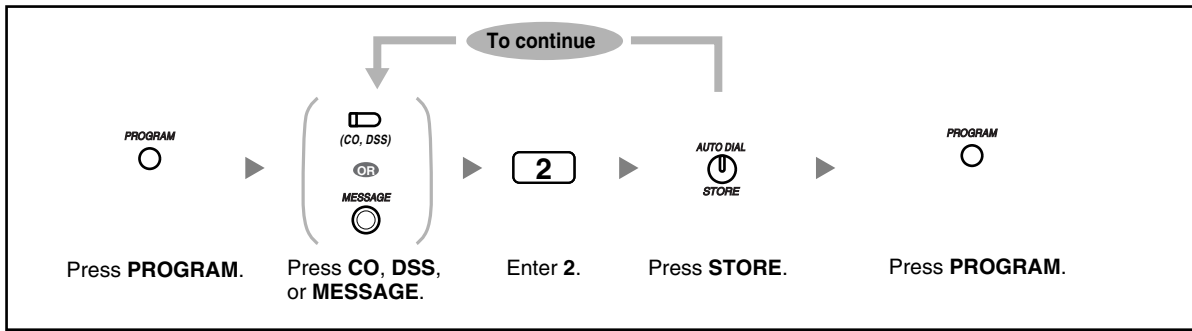 To continue
PROGRAM
(CO, DSS)
OR
MESSAGE
2
AUTO DIAL
STORE
PROGRAM
Press PROGRAM.
Press CO, DSS,
or MESSAGE.
Enter 2.
Press STORE.
Press PROGRAM.